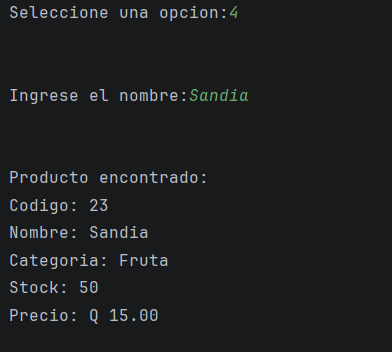 Seleccione una opcion:4
Ingrese el nombre:Sandia
Producto encontrado:
Codigo: 23
Nombre: Sandia
Categoria: Fruta
Stock: 50
Precio: Q 15.00